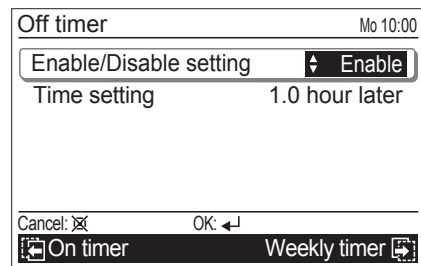 Off timer Mo 10:00
Enable/Disable setting Enable
Time setting 1.0 hour later
Cancel: OK:
On timer Weekly timer